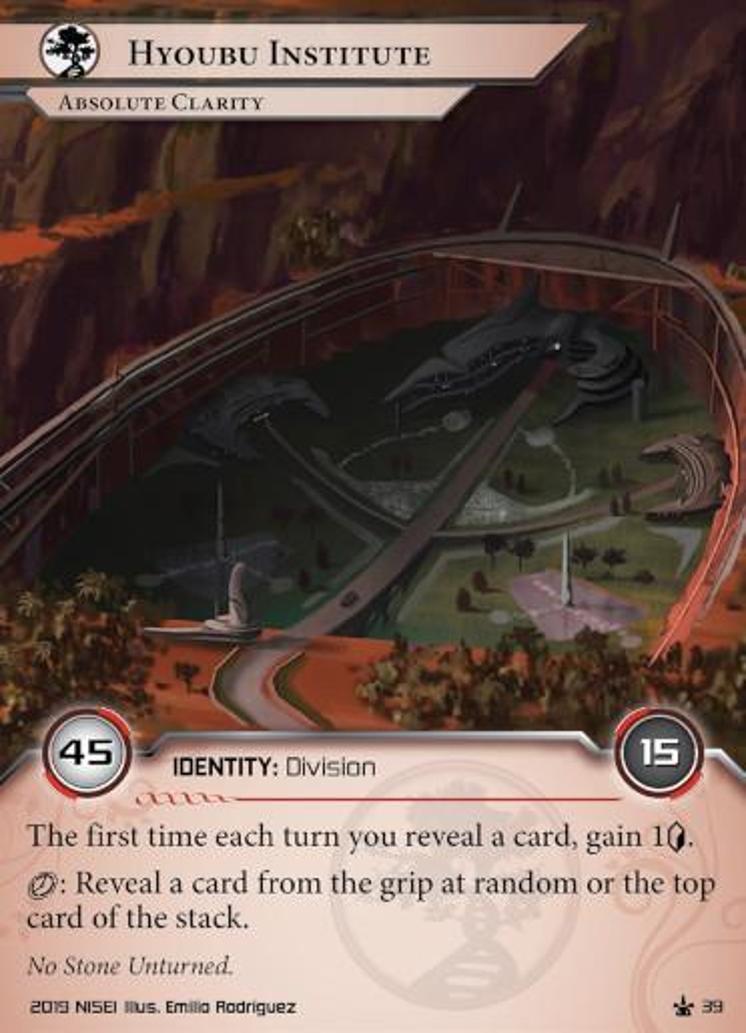 Hyoubu Institute
Absolute Clarity
45
IDENTITY: Division
15
The first time each turn you reveal a card, gain 1.
: Reveal a card from the grip at random or the top
card of the stack.
No Stone Unturned.
2019 NISEI Illus. Emilio Rodríguez
39